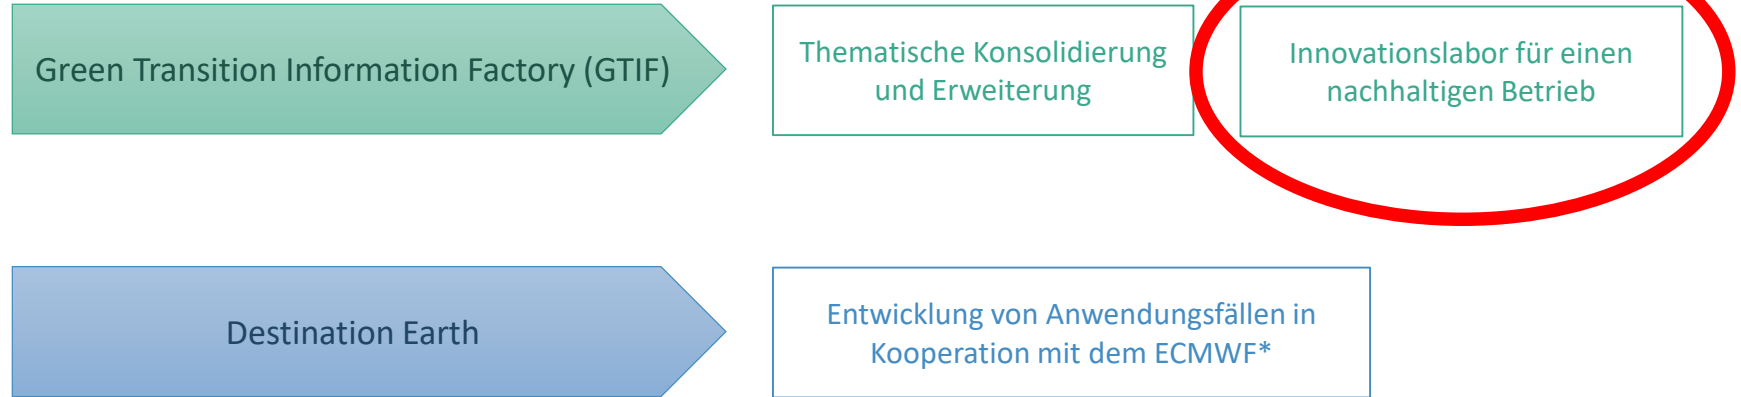 Green Transition Information Factory (GTIF)
Thematische Konsolidierung
und Erweiterung
Innovationslabor für einen
nachhaltigen Betrieb
Destination Earth
Entwicklung von Anwendungsfällen in
Kooperation mit dem ECMWF*